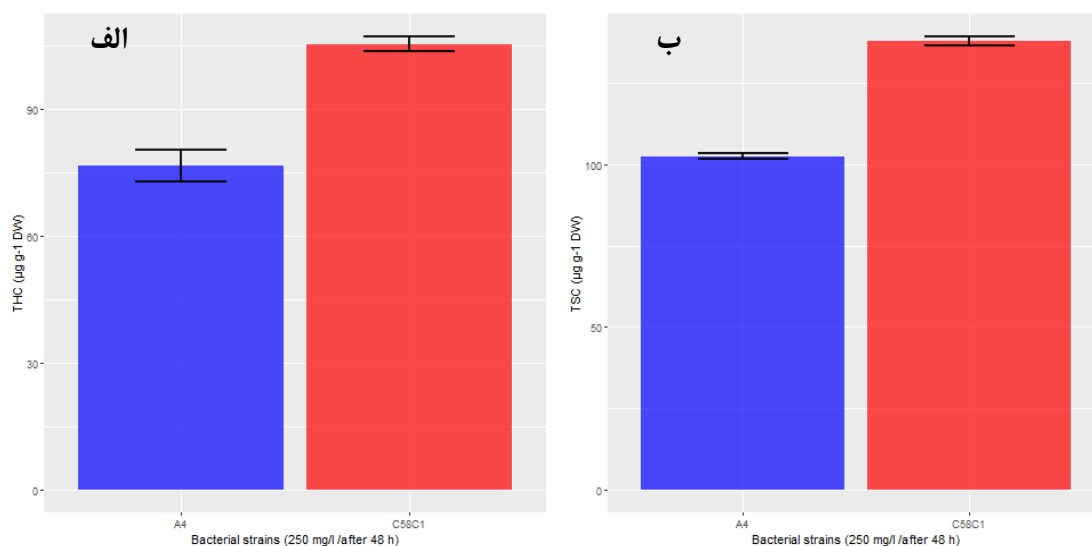 الف
90
60
30
0
THC (µg g-1 DW)
A4
C58C1
Bacterial strains (250 mg/l /after 48 h)
ب
100
50
0
TSC (µg g-1 DW)
A4
C58C1
Bacterial strains (250 mg/l /after 48 h)